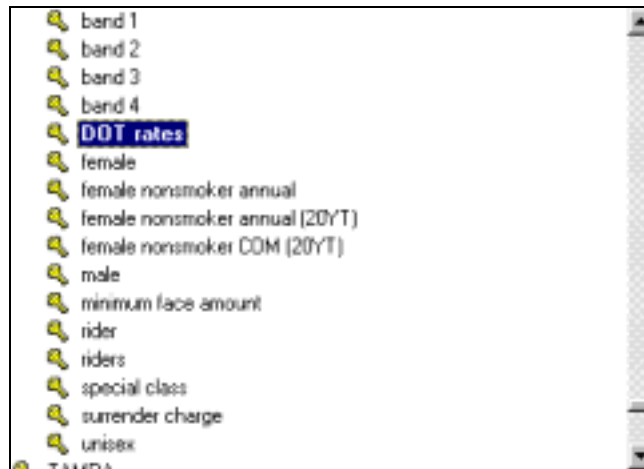 band 1
band 2
band 3
band 4
DOT rates
female
female nonsmoker annual
female nonsmoker annual (20YT)
female nonsmoker COM (20YT)
male
minimum face amount
rider
riders
special class
surrender charge
unisex